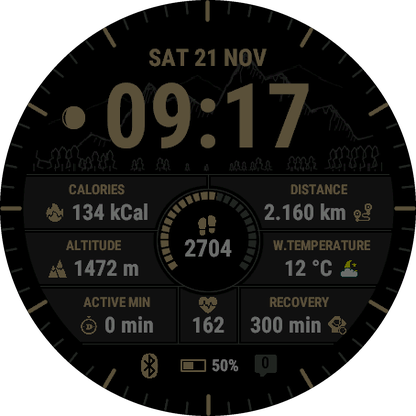 SAT 21 NOV
09:17
CALORIES
134 kCal
DISTANCE
2.160 km
ALTITUDE
1472 m
2704
W.TEMPERATURE
12 °C
ACTIVE MIN
0 min
162
RECOVERY
300 min
50%
0